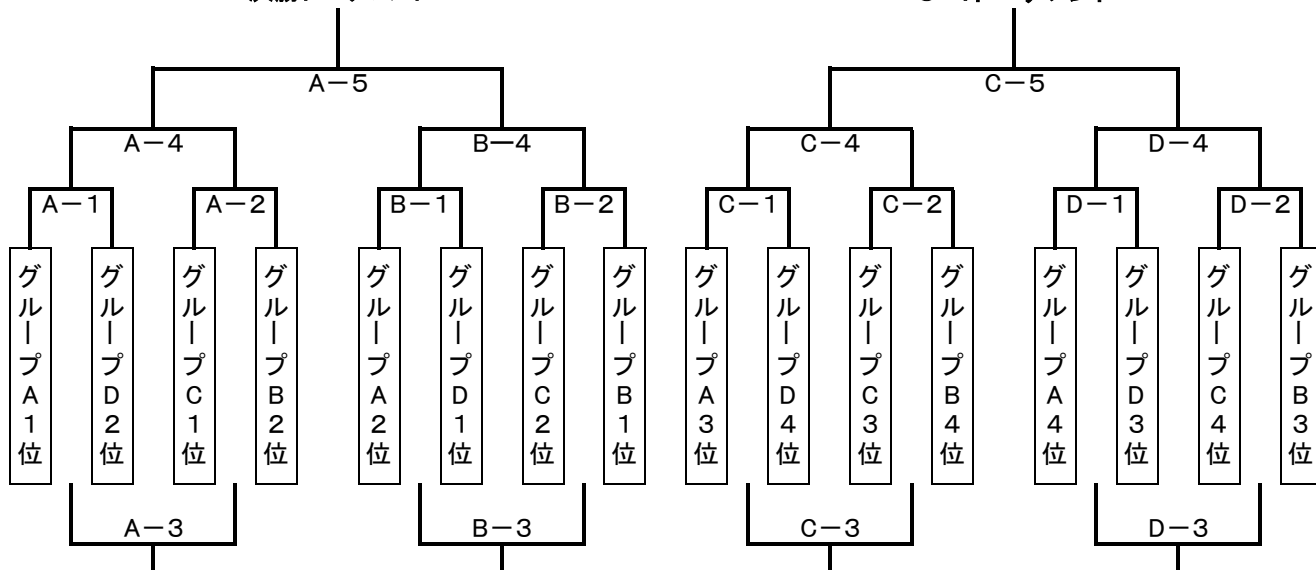 A－5
C－5
A－4
B－4
C－4
D－4
A－1
A－2
B－1
B－2
C－1
C－2
D－1
D－2
グループA1位
グループD2位
グループC1位
グループB2位
グループA2位
グループD1位
グループC2位
グループB1位
グループA3位
グループD4位
グループC3位
グループB4位
グループA4位
グループD3位
グループC4位
グループB3位
A－3
B－3
C－3
D－3